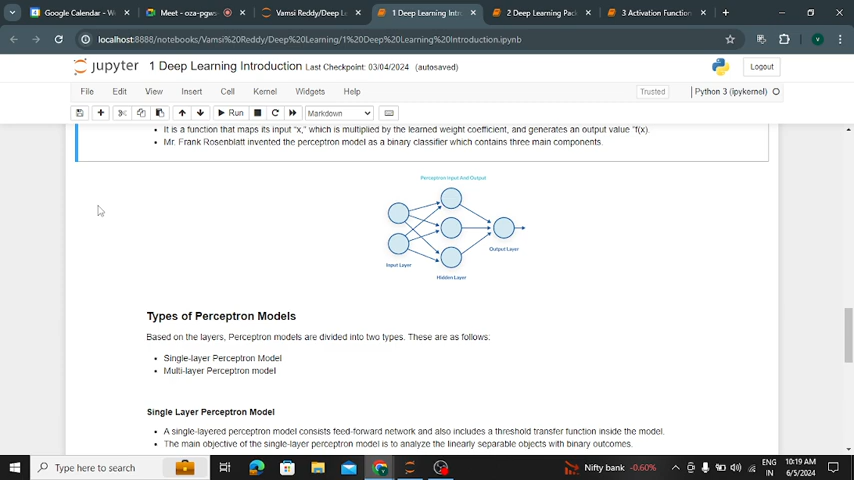 Google Calendar - W
Meet - oza-pgw
Vamsi Reddy/Deep L
1 Deep Learning Intro
2 Deep Learning Pac
3 Activation Function
localhost:8888/notebooks/Vamsi%20Reddy/Deep%20Learning/1%20Deep%20Learning%20Introduction.ipynb
V
jupyter 1 Deep Learning Introduction Last Checkpoint: 03/04/2024 (autosaved)
Logout
File Edit View Insert Cell Kernel Widgets Help
Trusted
Python 3 (ipykernel)
Run
Markdown
It is a function that maps its input "x," which is multiplied by the learned weight coefficient, and generates an output value "f(x).
Mr. Frank Rosenblatt invented the perceptron model as a binary classifier which contains three main components.
Perceptron Input And Output
Output Layer
Input Layer
Hidden Layer
Types of Perceptron Models
Based on the layers, Perceptron models are divided into two types. These are as follows:
Single-layer Perceptron Model
Multi-layer Perceptron model
Single Layer Perceptron Model
A single-layered perceptron model consists feed-forward network and also includes a threshold transfer function inside the model.
The main objective of the single-layer perceptron model is to analyze the linearly separable objects with binary outcomes.
Type here to search
Nifty bank -0.60%
ENG
IN
10:19 AM
6/5/2024